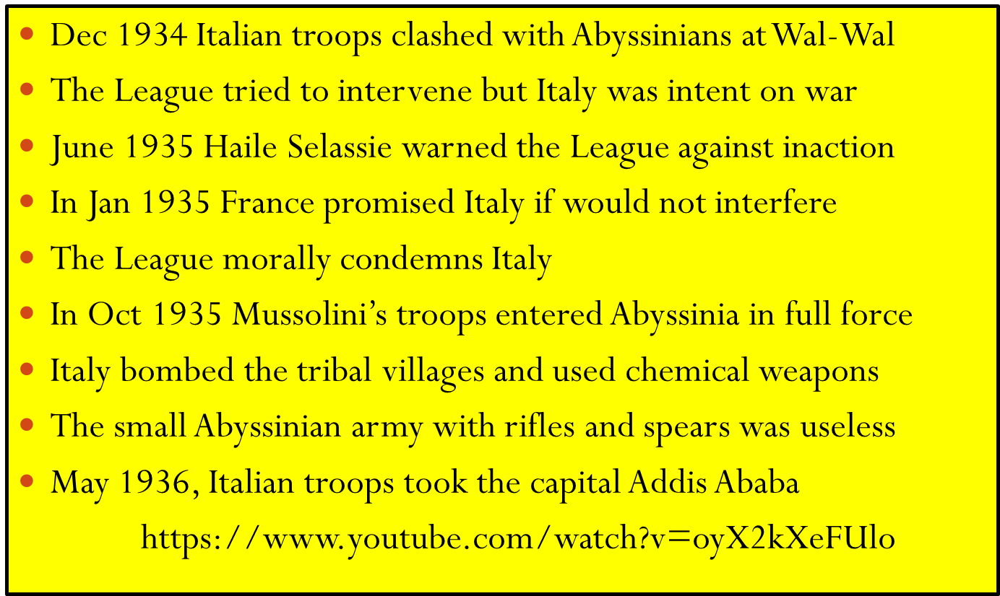 • Dec 1934 Italian troops clashed with Abyssinians at Wal-Wal
• The League tried to intervene but Italy was intent on war
• June 1935 Haile Selassie warned the League against inaction
• In Jan 1935 France promised Italy if would not interfere
• The League morally condemns Italy
• In Oct 1935 Mussolini’s troops entered Abyssinia in full force
• Italy bombed the tribal villages and used chemical weapons
• The small Abyssinian army with rifles and spears was useless
• May 1936, Italian troops took the capital Addis Ababa
https://www.youtube.com/watch?v=oyX2kXeFUlo